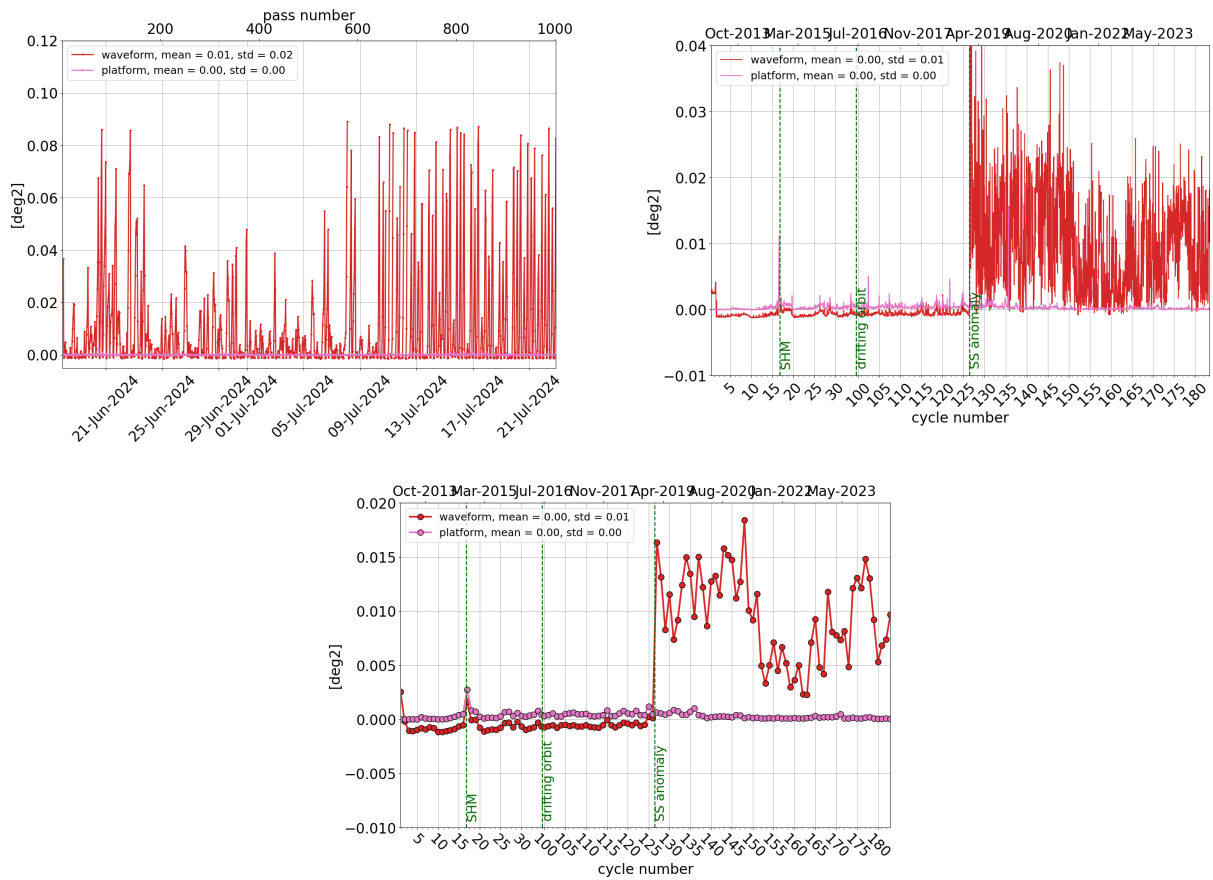 pass number
200 400 600 800 1000
0.12
0.10
0.08
0.06
0.04
0.02
0.00
[deg2]
waveform, mean = 0.01, std = 0.02
platform, mean = 0.00, std = 0.00
21-Jun-2024 25-Jun-2024 29-Jun-2024 01-Jul-2024 05-Jul-2024 09-Jul-2024 13-Jul-2024 17-Jul-2024 21-Jul-2024
Oct-2013 Mar-2015 Jul-2016 Nov-2017 Apr-2019 Aug-2020 Jan-2022 May-2023
0.04
0.03
0.02
0.01
0.00
−0.01
[deg2]
waveform, mean = 0.00, std = 0.01
platform, mean = 0.00, std = 0.00
SHM
drifting orbit
SS anomaly
5 10 15 20 25 30 100 105 110 115 120 125 130 135 140 145 150 155 160 165 170 175 180
cycle number
Oct-2013 Mar-2015 Jul-2016 Nov-2017 Apr-2019 Aug-2020 Jan-2022 May-2023
0.020
0.015
0.010
0.005
0.000
−0.005
−0.010
[deg2]
waveform, mean = 0.00, std = 0.01
platform, mean = 0.00, std = 0.00
SHM
drifting orbit
SS anomaly
5 10 15 20 25 30 100 105 110 115 120 125 130 135 140 145 150 155 160 165 170 175 180
cycle number